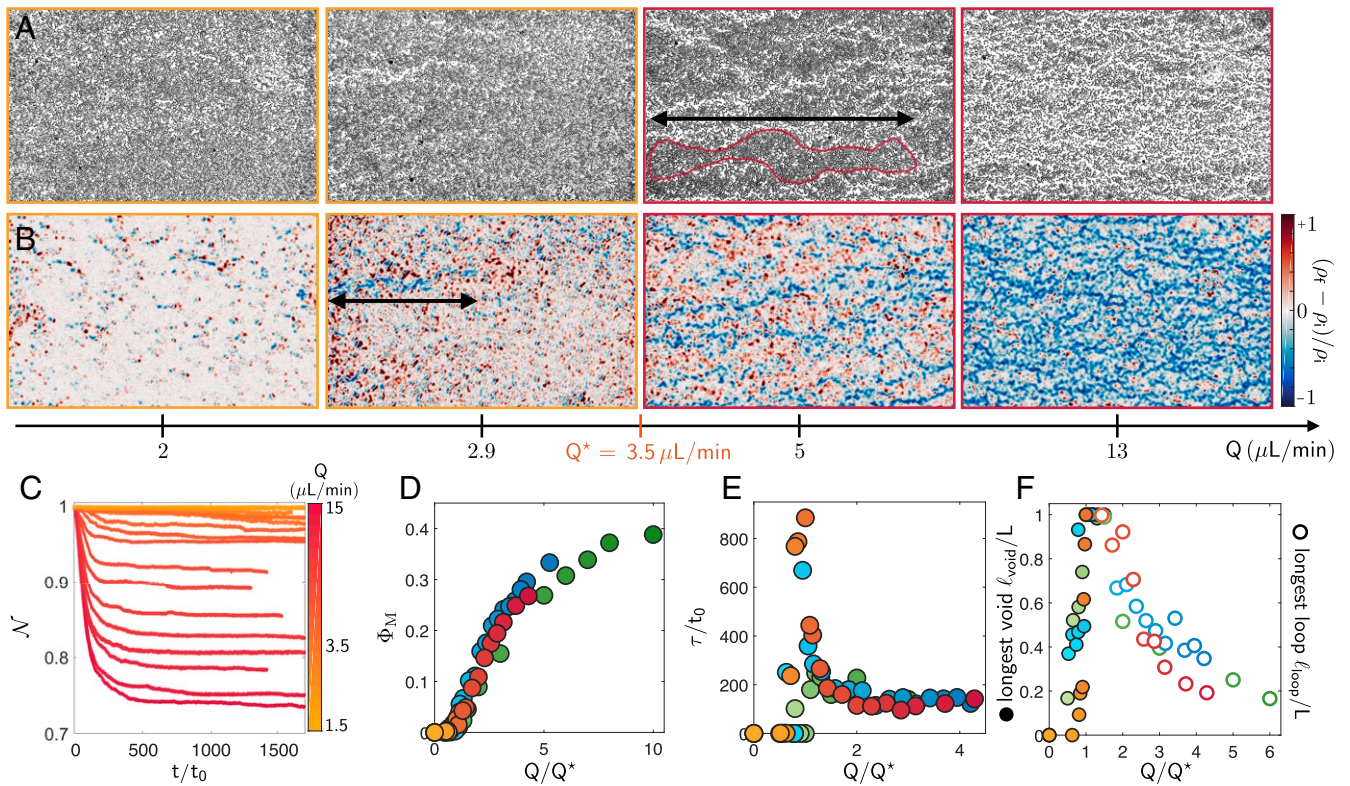 A
B
+1
0
-1
(ρf − ρi)/ρi
2
2.9
Q⋆ = 3.5 μL/min
5
13
Q (μL/min)
C
Q
(μL/min)
15
3.5
1.5
1
0.9
0.8
0.7
𝒩
0
500
1000
1500
t/t0
D
0.4
0.3
0.2
0.1
0
ΦM
0
5
10
Q/Q⋆
E
800
600
400
200
0
τ/t0
0
2
4
Q/Q⋆
F
1
0.8
0.6
0.4
0.2
0
longest void ℓvoid/L
longest loop ℓloop/L
0
1
2
3
4
5
6
Q/Q⋆